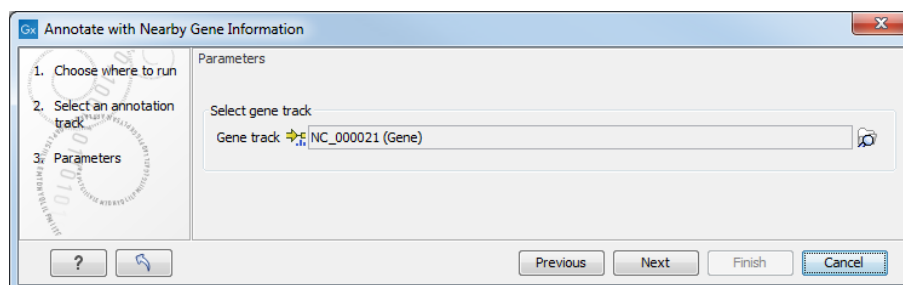 Gx Annotate with Nearby Gene Information
1. Choose where to run
2. Select an annotation
track
3. Parameters
Parameters
Select gene track
Gene track NC_000021 (Gene)
?
Previous Next Finish Cancel